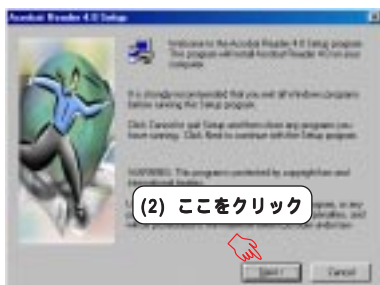 Acrobat Reader 4.0 Setup
Welcome to the Acrobat Reader 4.0 Setup program.
This program will install Acrobat Reader 4.0 on your
computer.
It is strongly recommended that you exit all Windows programs
before running this Setup program.
Click Cancel to quit Setup and then close any programs you
have running. Click Next to continue with the Setup program.
WARNING: This program is protected by copyright law and
international treaties.
(2) ここをクリック
Next >
Cancel